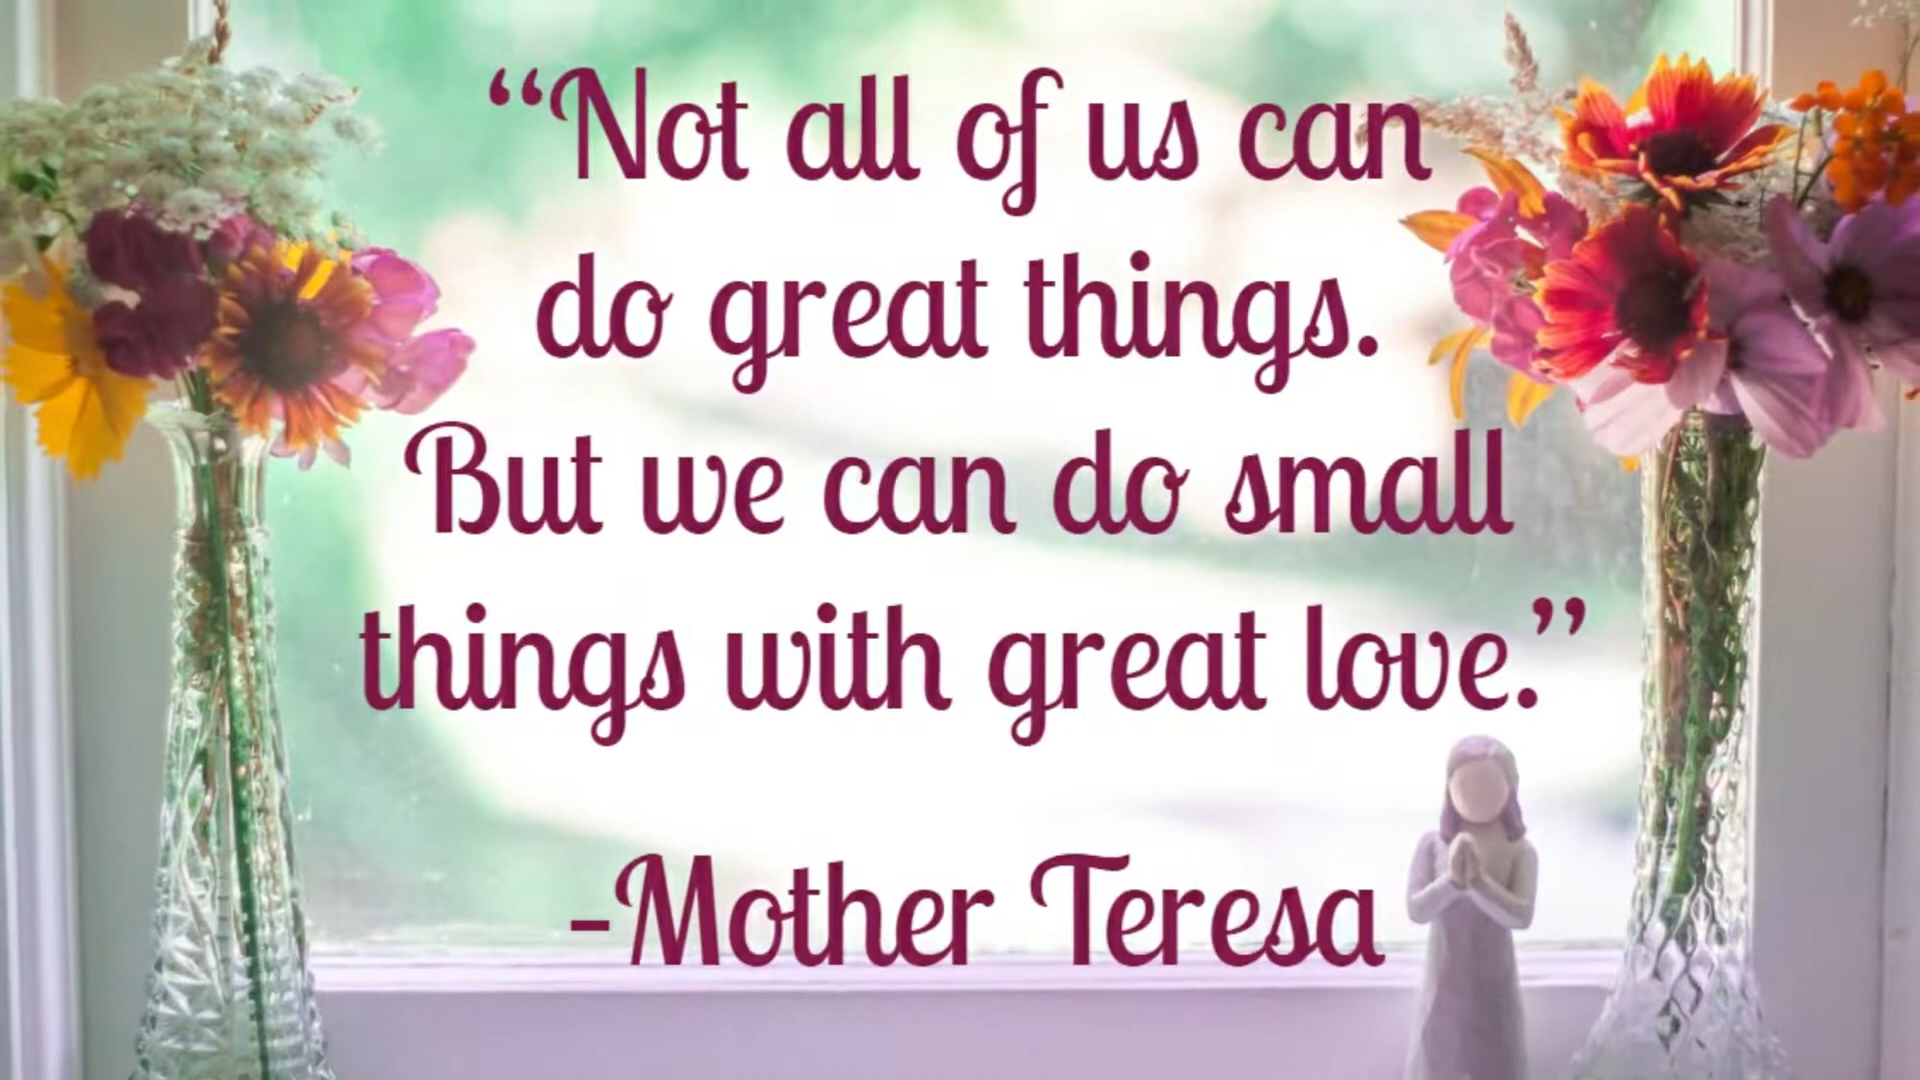 “Not all of us can
do great things.
But we can do small
things with great love.”
-Mother Teresa